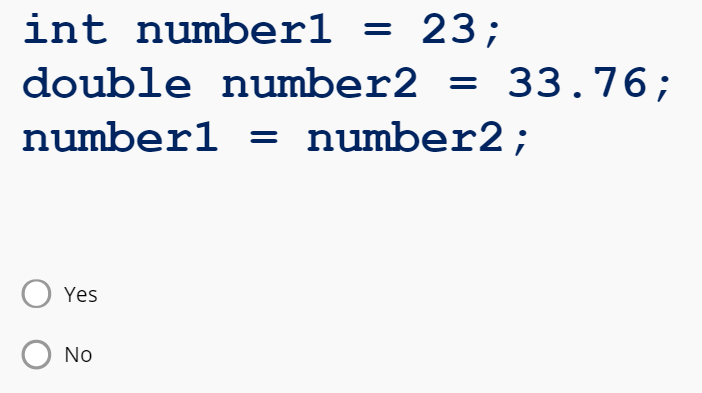 int number1 = 23;
double number2 = 33.76;
number1 = number2;
Yes
No